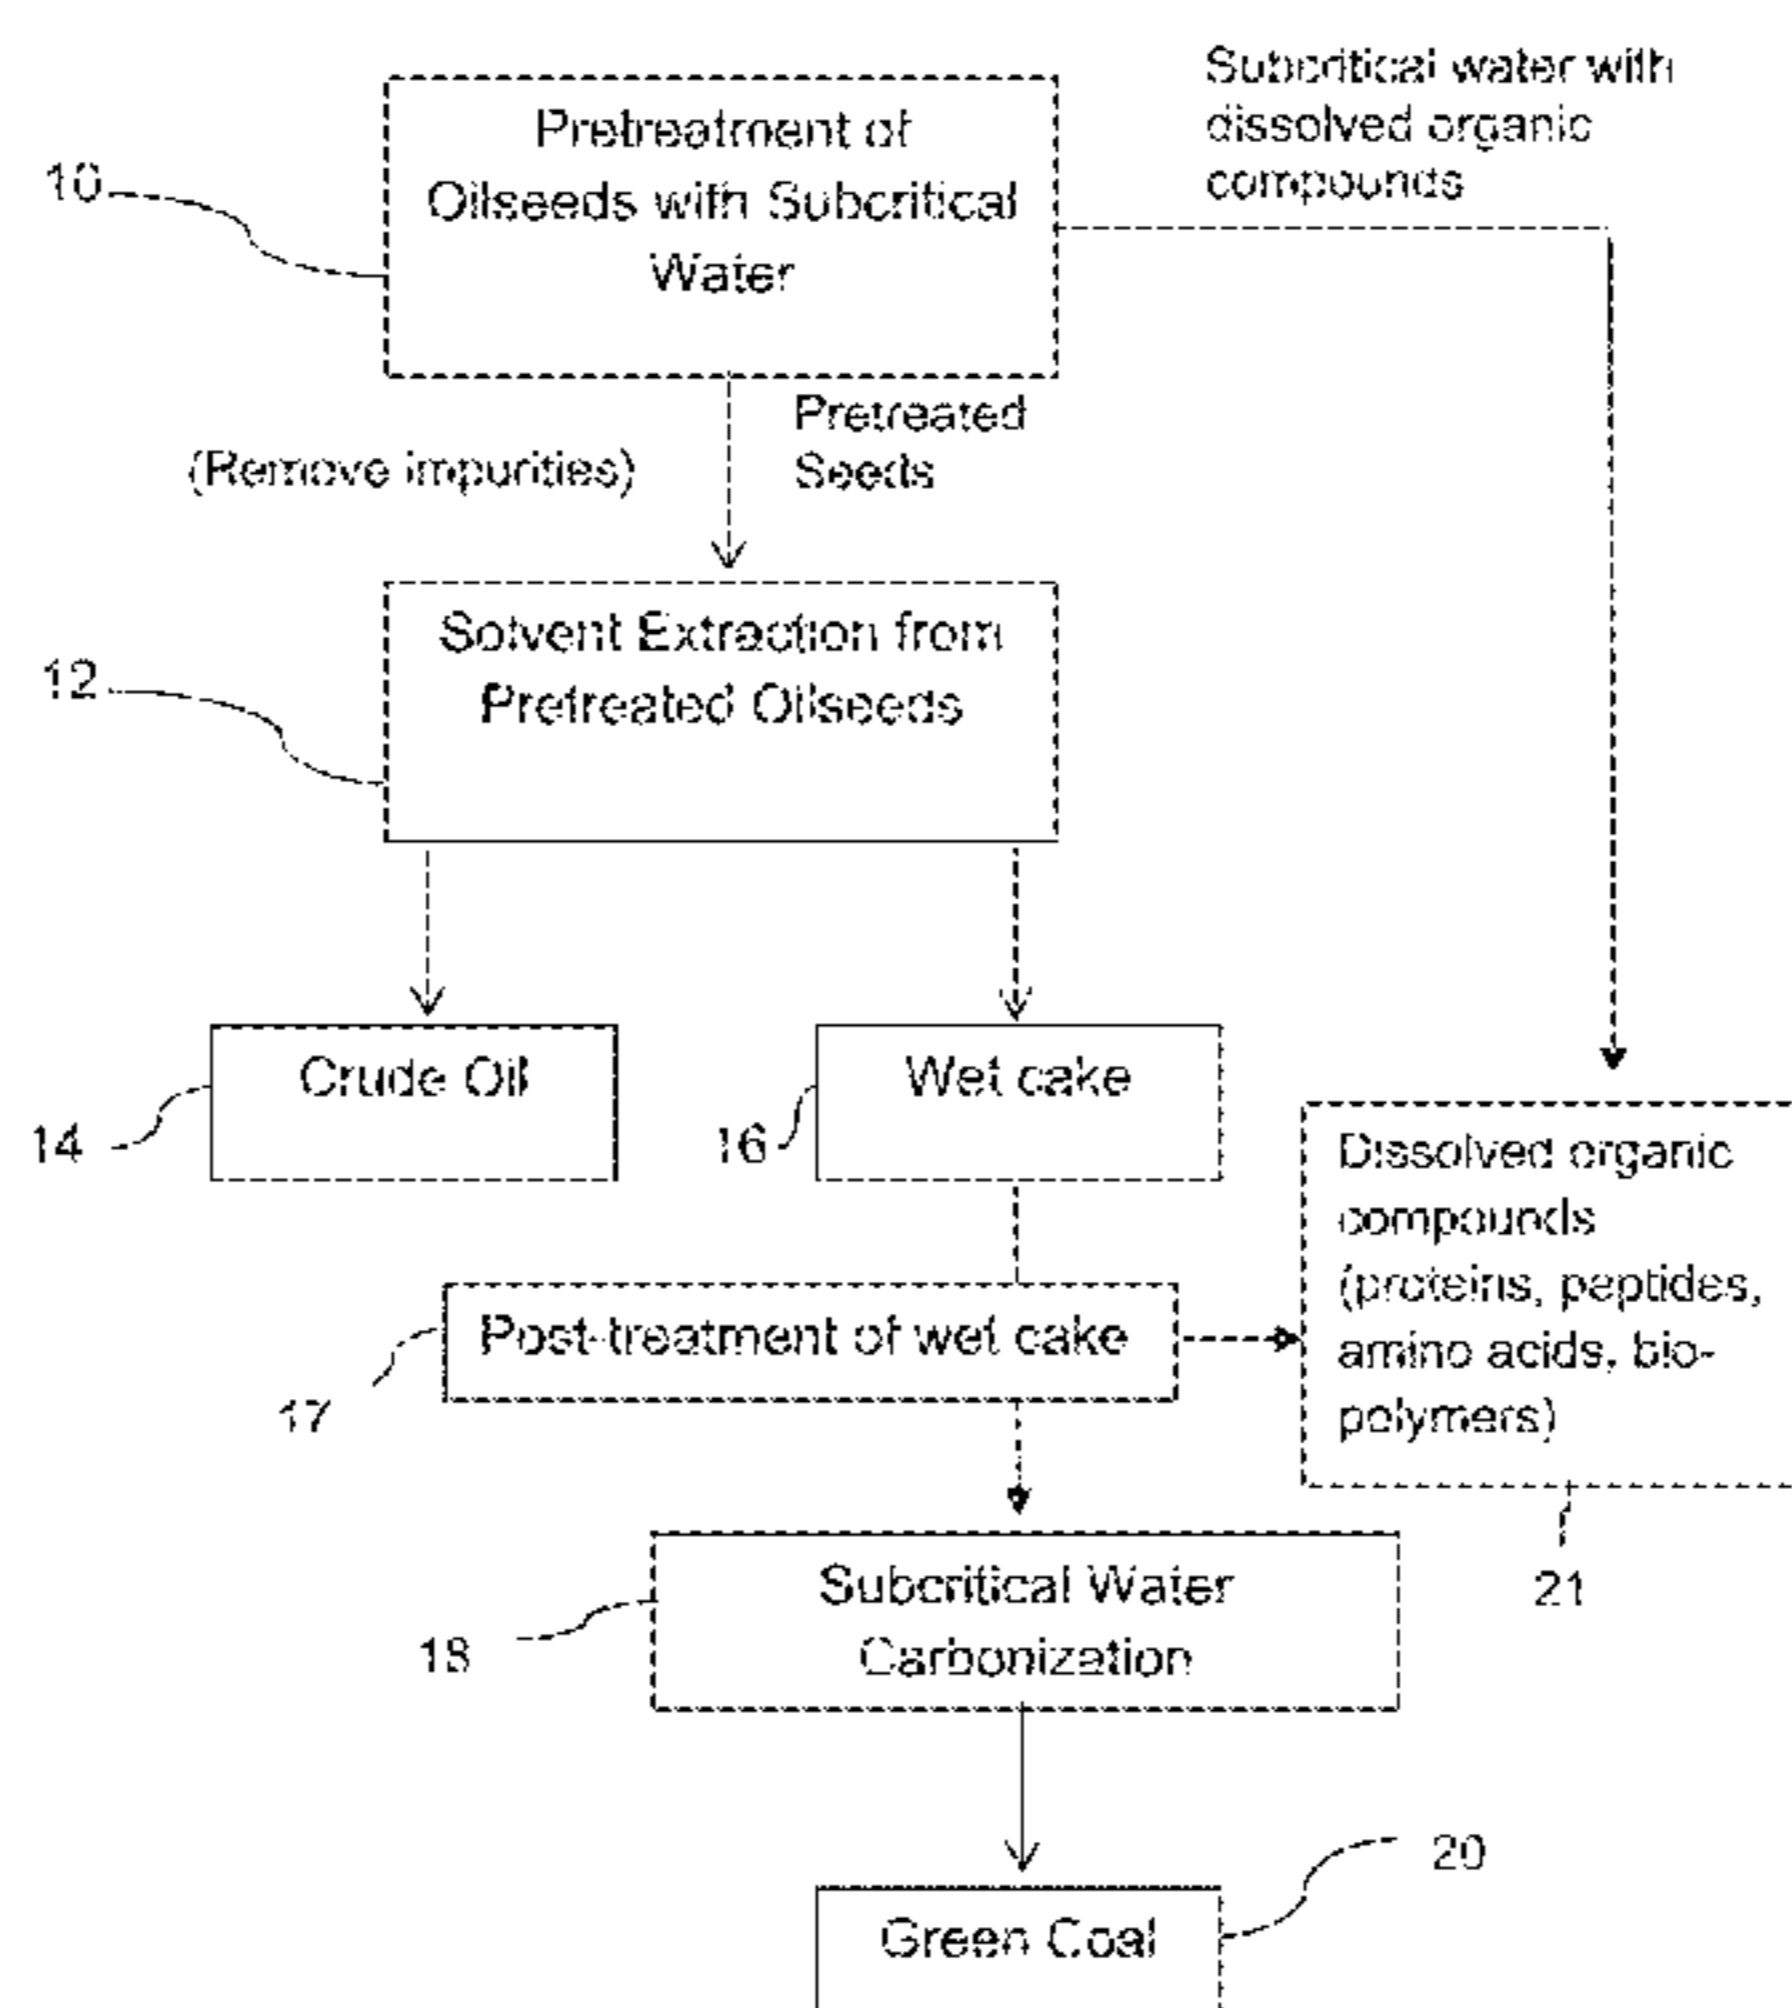 Subcritical water with
dissolved organic
compounds
Pretreatment of
Oilseeds with Subcritical
Water
10
Pretreated
Seeds
(Remove impurities)
Solvent Extraction from
Pretreated Oilseeds
12
Crude Oil
14
Wet cake
16
Dissolved organic
compounds
(proteins, peptides,
amino acids, bio-
polymers)
Post-treatment of wet cake
17
21
Subcritical Water
Carbonization
18
20
Green Coal